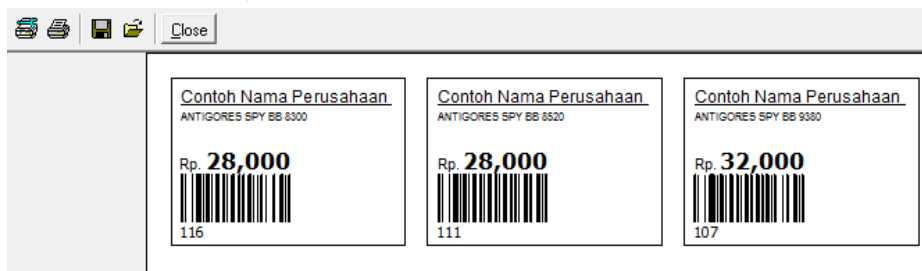 Close
Contoh Nama Perusahaan
ANTIGORES SPY BB 8300
Rp. 28,000
116
Contoh Nama Perusahaan
ANTIGORES SPY BB 8520
Rp. 28,000
111
Contoh Nama Perusahaan
ANTIGORES SPY BB 9380
Rp. 32,000
107